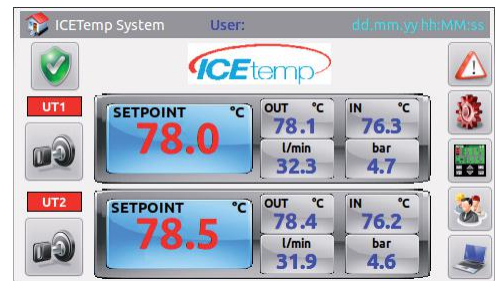 ICETemp System User: dd.mm.yy hh:MM:ss
ICEtemp
UT1
SETPOINT °C
78.0
OUT °C
78.1
IN °C
76.3
l/min
32.3
bar
4.7
UT2
SETPOINT °C
78.5
OUT °C
78.4
IN °C
76.2
l/min
31.9
bar
4.6